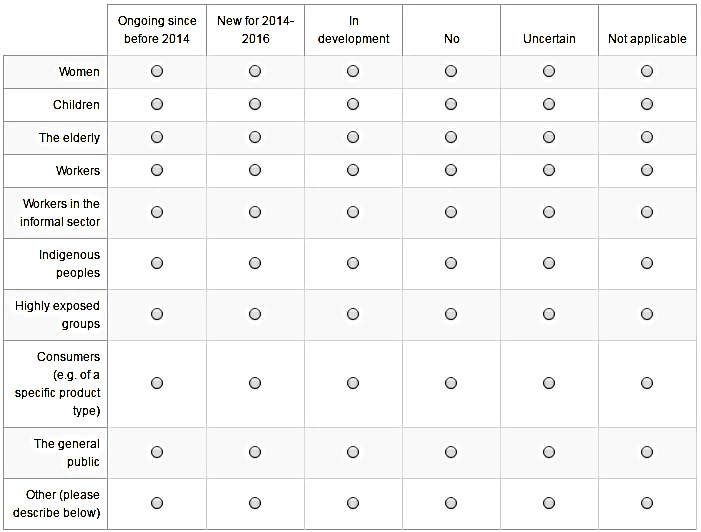 Ongoing since
before 2014
New for 2014-
2016
In
development
No
Uncertain
Not applicable
Women
Children
The elderly
Workers
Workers in the
informal sector
Indigenous
peoples
Highly exposed
groups
Consumers
(e.g. of a
specific product
type)
The general
public
Other (please
describe below)